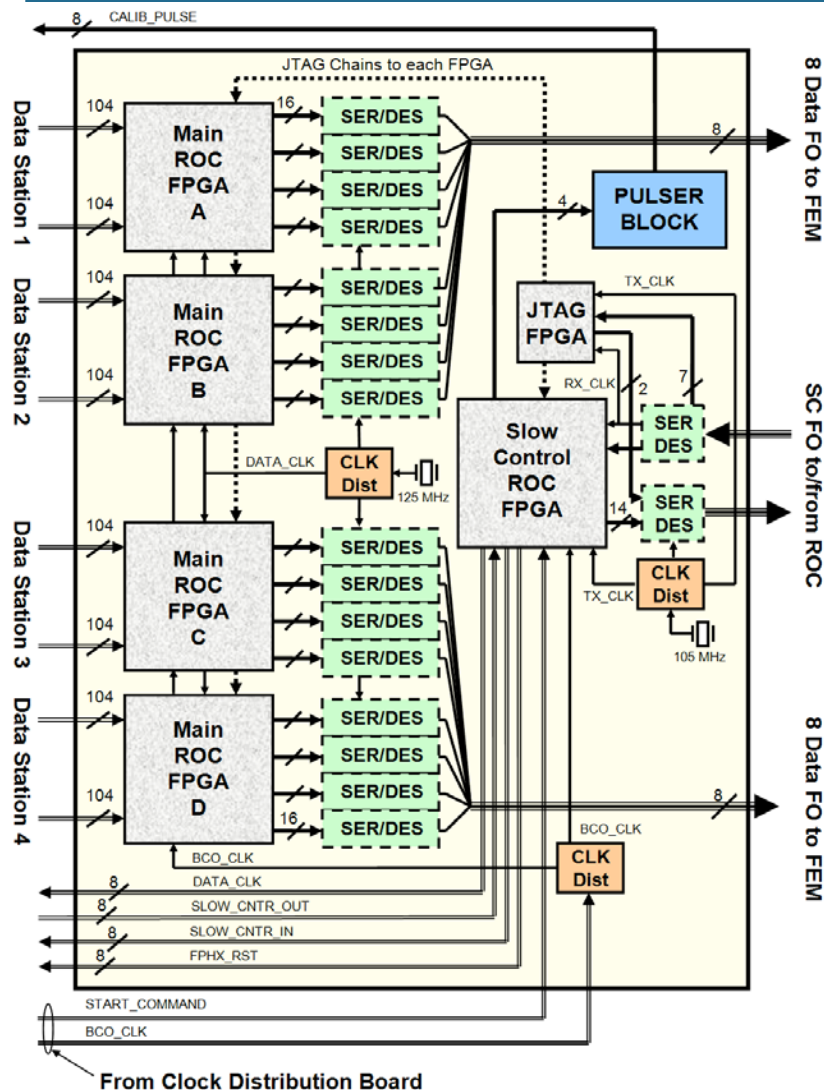 8
CALIB_PULSE
JTAG Chains to each FPGA
Data Station 1
104
104
Main
ROC
FPGA
A
16
SER/DES
SER/DES
SER/DES
SER/DES
8
8 Data FO to FEM
4
PULSER
BLOCK
Data Station 2
104
104
Main
ROC
FPGA
B
SER/DES
SER/DES
SER/DES
SER/DES
TX_CLK
JTAG
FPGA
RX_CLK
2
7
Slow
Control
ROC
FPGA
SER
DES
SC FO to/from ROC
14
SER
DES
DATA_CLK
CLK
Dist
125 MHz
TX_CLK
CLK
Dist
105 MHz
Data Station 3
104
104
Main
ROC
FPGA
C
SER/DES
SER/DES
SER/DES
SER/DES
Data Station 4
104
104
Main
ROC
FPGA
D
16
SER/DES
SER/DES
SER/DES
SER/DES
8
8 Data FO to FEM
BCO_CLK
BCO_CLK
CLK
Dist
8
DATA_CLK
8
SLOW_CNTR_OUT
8
SLOW_CNTR_IN
8
FPHX_RST
START_COMMAND
BCO_CLK
From Clock Distribution Board